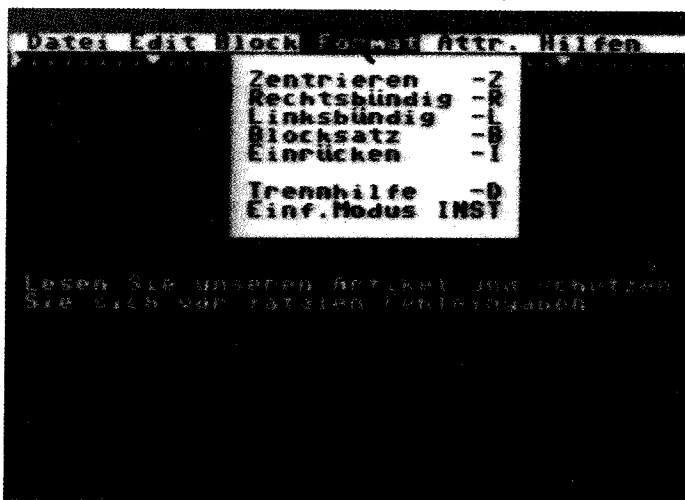 Datei Edit Block Format Attr. Hilfen
Zentrieren -Z
Rechtsbündig -R
Linksbündig -L
Blocksatz -B
Einrücken -I
Trennhilfe -D
Einf.Modus INST
Lesen Sie unseren Artikel und schützen
Sie sich vor fatalen Fehleingaben